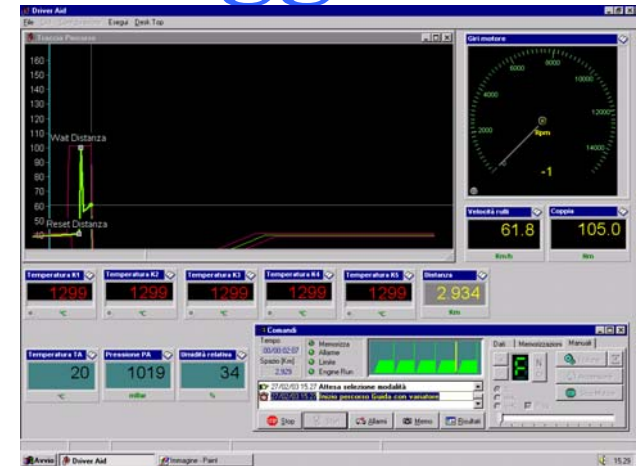 Driver Aid
File Esegui Desk Top
Traccia Percorso
160
150
140
130
120
110
100
90
80
70
60
50
40
Wait Distanza
Reset Distanza
Giri motore
2000
4000
6000
8000
10000
12000
14000
Rpm
-1
Velocità rulli
61.8
Km/h
Coppia
105.0
Nm
Temperatura K1
1299
°C
Temperatura K2
1299
°C
Temperatura K3
1299
°C
Temperatura K4
1299
°C
Temperatura K5
1299
°C
Distanza
2.934
Km
Temperatura TA
20
°C
Pressione PA
1019
mBar
Umidità relativa
34
%
Comandi
Tempo
00/00:02:07
Spazio [Km]
2.929
Memorizza
Allarme
Limite
Engine Run
27/02/03 15.27 Attesa selezione modalità
27/02/03 15.27 Inizio percorso Guida con variatore
Stop
Start
Allarmi
Memo
Risultati
Dati Memorizzazioni Manuali
N
Avvio
Driver Aid
Immagine - Paint
15.29